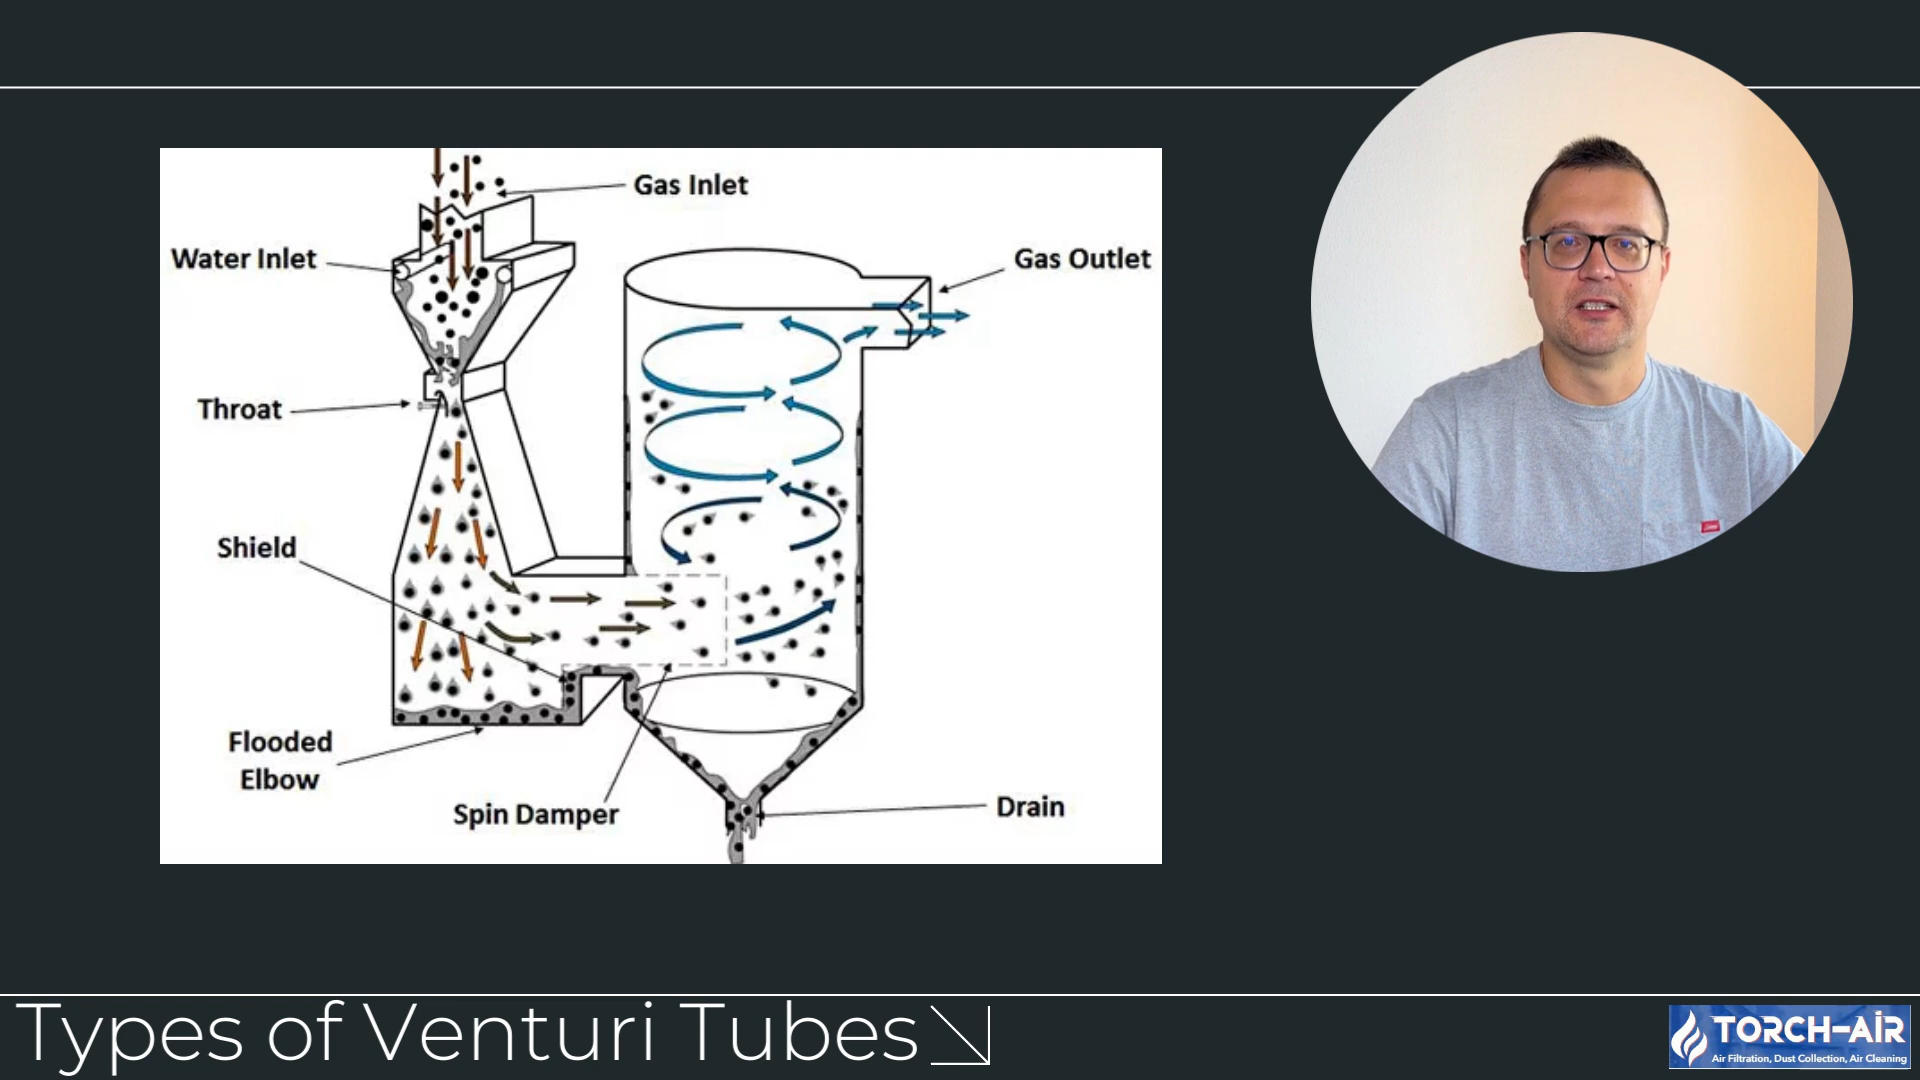 Gas Inlet
Water Inlet
Gas Outlet
Throat
Shield
Flooded
Elbow
Spin Damper
Drain
Types of Venturi Tubes
TORCH-AiR
Air Filtration, Dust Collection, Air Cleaning